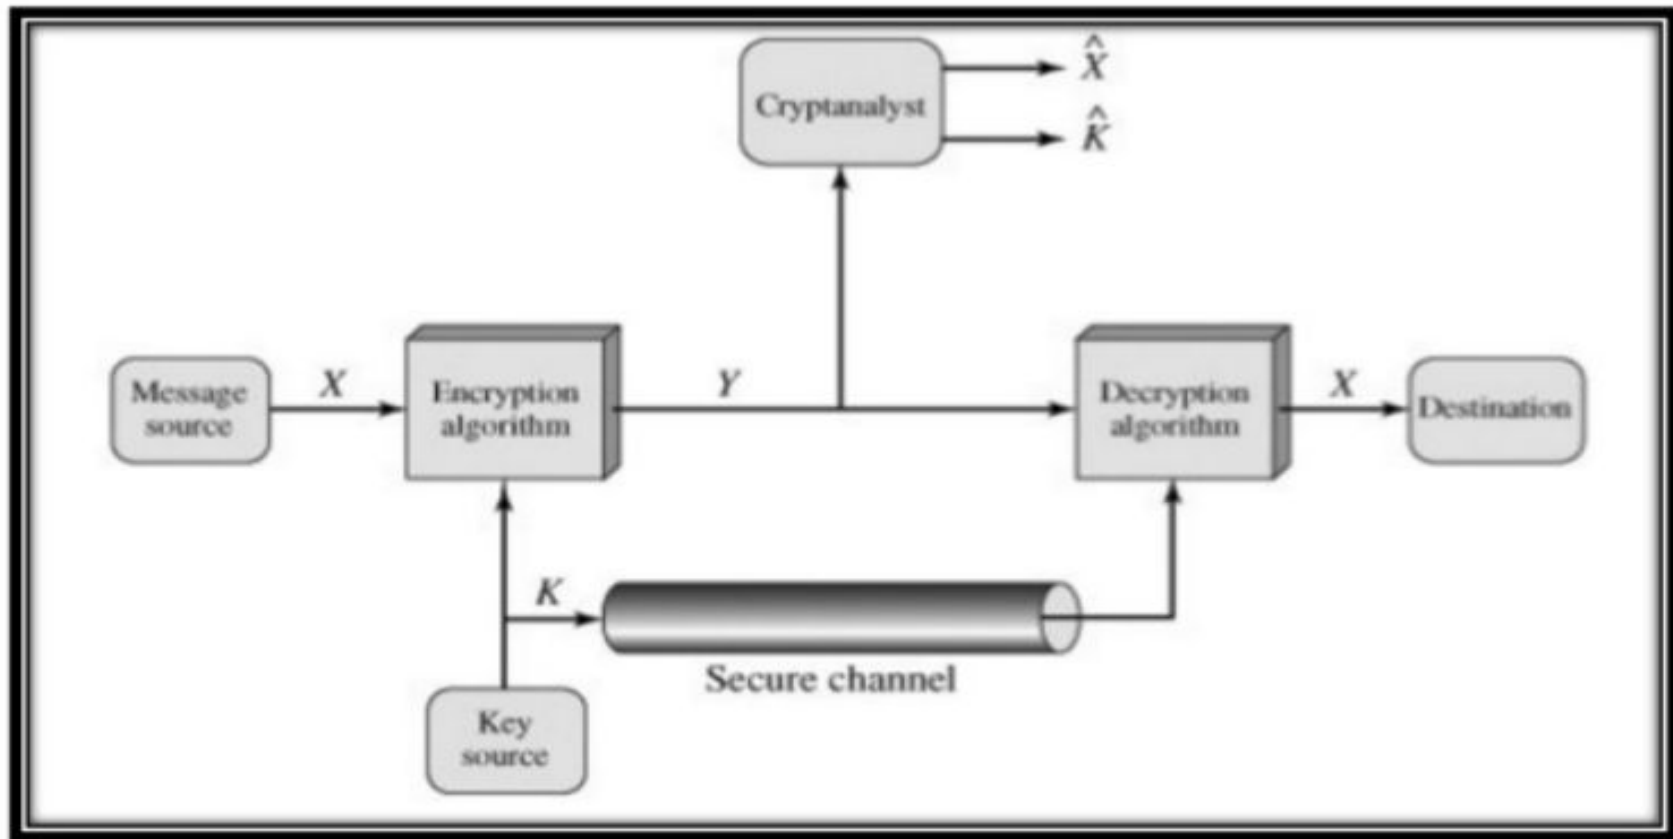 X̂
Cryptanalyst
K̂
Message
source
X
Encryption
algorithm
Y
Decryption
algorithm
X
Destination
K
Secure channel
Key
source